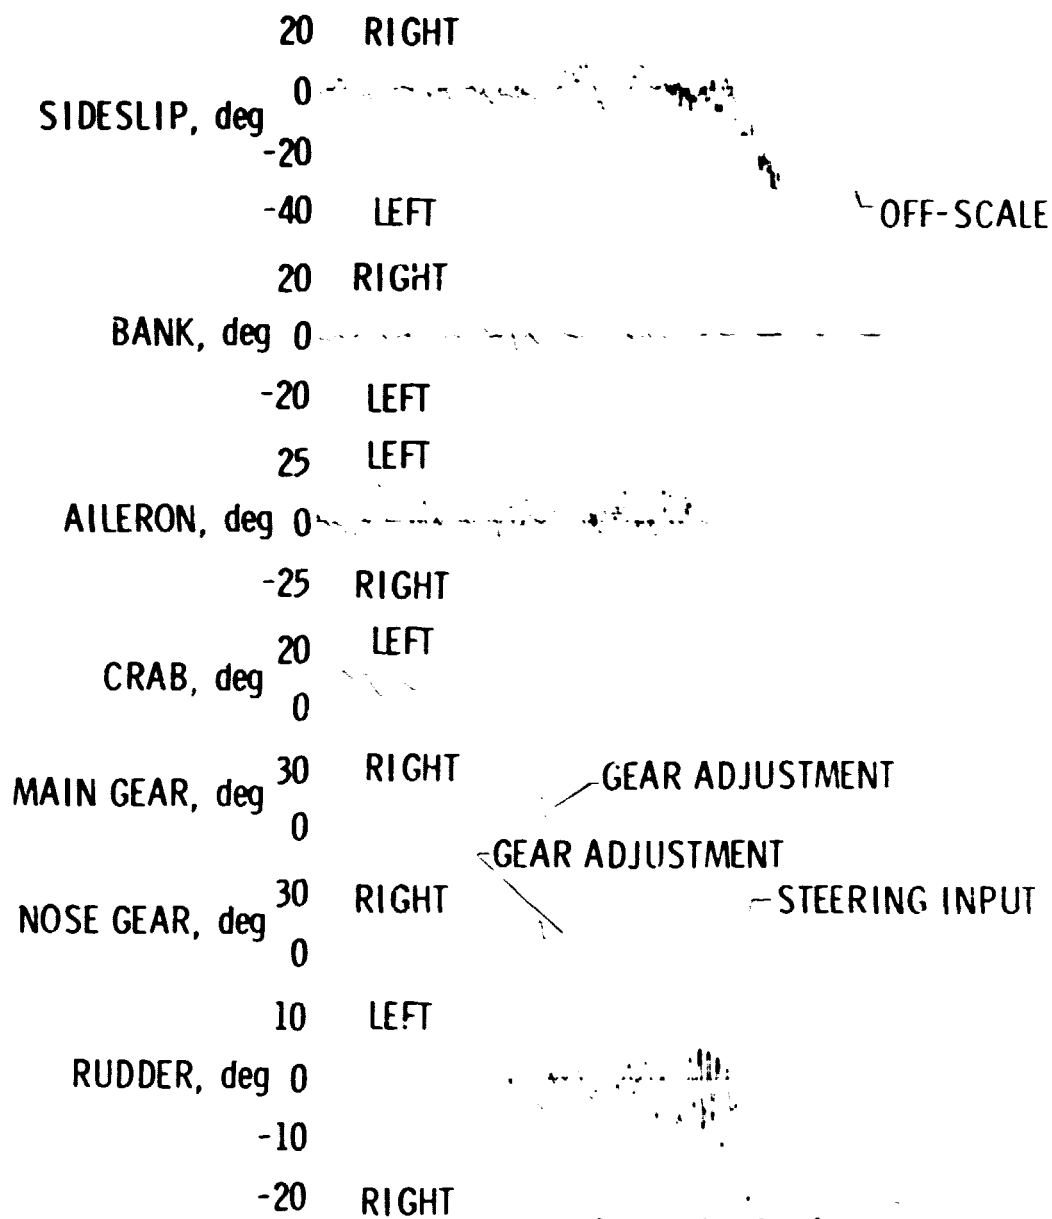 20 RIGHT
0
SIDESLIP, deg
-20
-40 LEFT
OFF-SCALE
20 RIGHT
BANK, deg 0
-20 LEFT
25 LEFT
AILERON, deg 0
-25 RIGHT
20 LEFT
CRAB, deg
0
30 RIGHT
GEAR ADJUSTMENT
MAIN GEAR, deg
0
GEAR ADJUSTMENT
30 RIGHT
STEERING INPUT
NOSE GEAR, deg
0
10 LEFT
RUDDER, deg 0
-10
-20 RIGHT